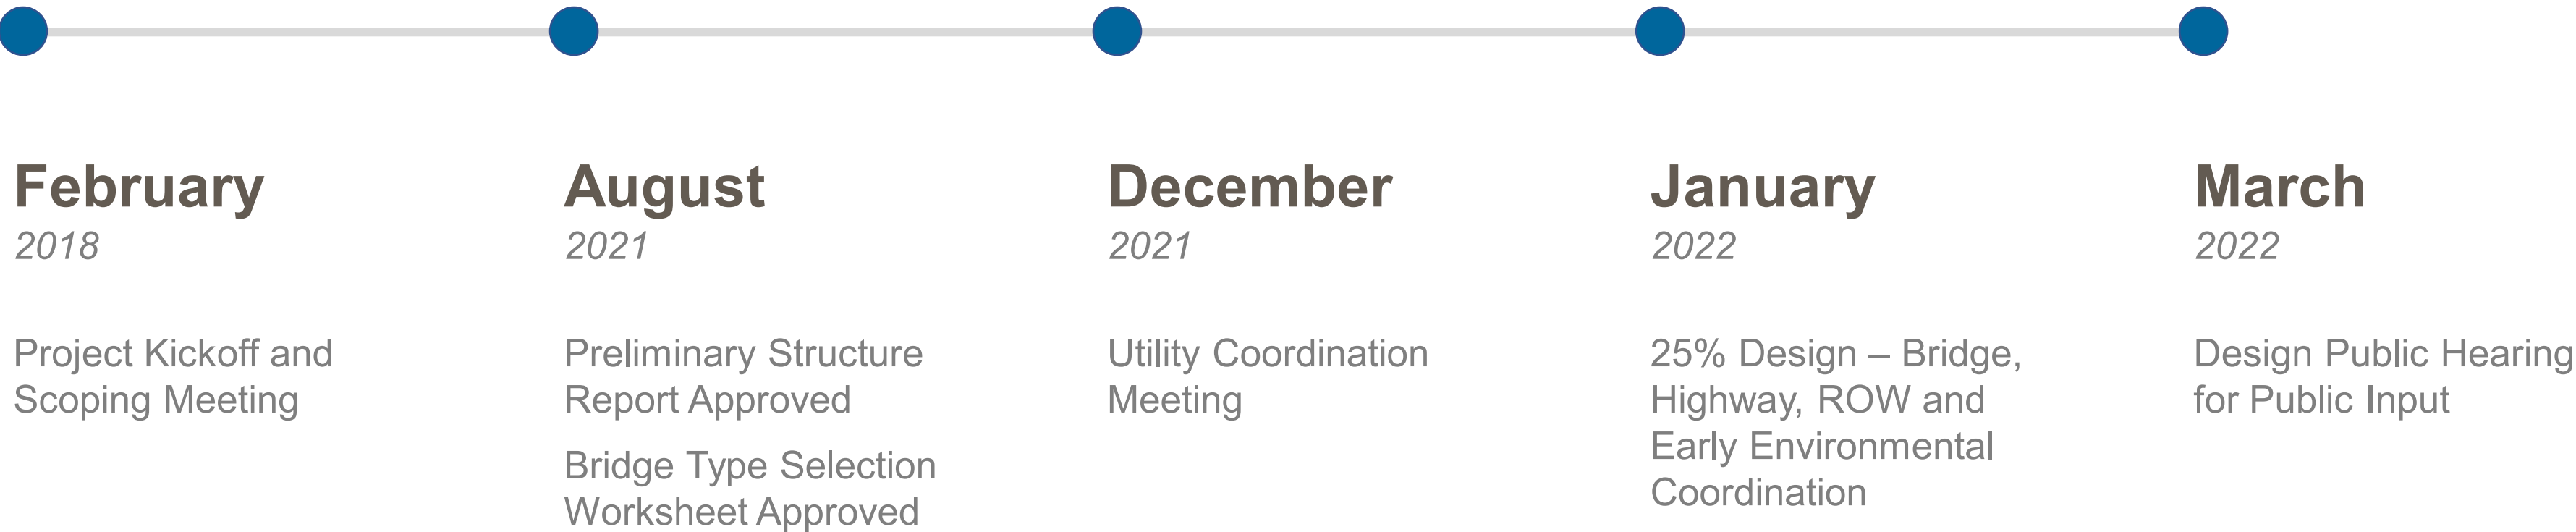 February
2018
Project Kickoff and
Scoping Meeting
August
2021
Preliminary Structure
Report Approved
Bridge Type Selection
Worksheet Approved
December
2021
Utility Coordination
Meeting
January
2022
25% Design – Bridge,
Highway, ROW and
Early Environmental
Coordination
March
2022
Design Public Hearing
for Public Input